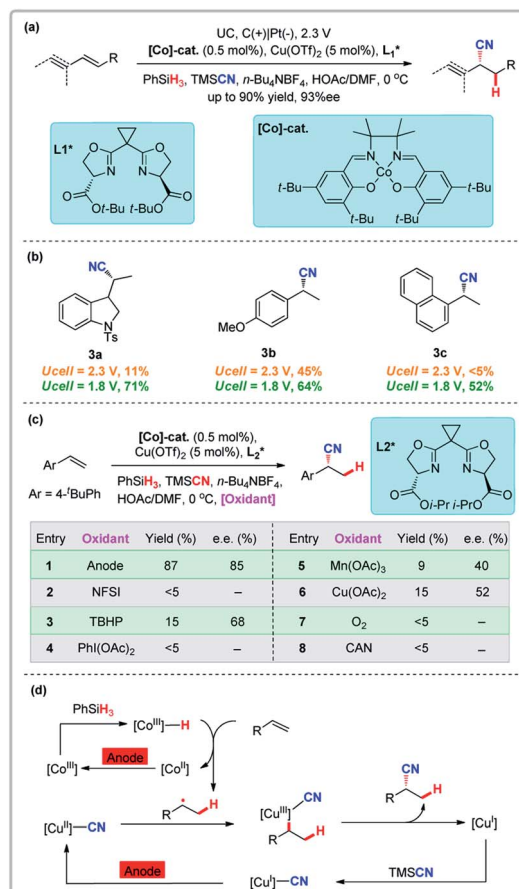 (a)
UC, C(+)|Pt(-), 2.3 V
[Co]-cat. (0.5 mol%), Cu(OTf)2 (5 mol%), L1*
PhSiH3, TMSCN, n-Bu4NBF4, HOAc/DMF, 0 °C
up to 90% yield, 93%ee
R
CN
R
H
L1*
O
O
N
N
O
O
Ot-Bu
t-BuO
[Co]-cat.
N
N
Co
O
O
t-Bu
t-Bu
t-Bu
t-Bu
(b)
NC
N
Ts
3a
Ucell = 2.3 V, 11%
Ucell = 1.8 V, 71%
CN
MeO
3b
Ucell = 2.3 V, 45%
Ucell = 1.8 V, 64%
CN
3c
Ucell = 2.3 V, <5%
Ucell = 1.8 V, 52%
(c)
Ar
Ar = 4-tBuPh
[Co]-cat. (0.5 mol%),
Cu(OTf)2 (5 mol%), L2*
PhSiH3, TMSCN, n-Bu4NBF4,
HOAc/DMF, 0 °C, [Oxidant]
CN
Ar
H
L2*
O
O
N
N
O
O
Oi-Pr
i-PrO
Entry Oxidant Yield (%) e.e. (%) Entry Oxidant Yield (%) e.e. (%)
1 Anode 87 85 5 Mn(OAc)3 9 40
2 NFSI <5 – 6 Cu(OAc)2 15 52
3 TBHP 15 68 7 O2 <5 –
4 PhI(OAc)2 <5 – 8 CAN <5 –
(d)
PhSiH3
[CoIII]—H
R
[CoIII]
Anode
[CoII]
[CuII]—CN
R
H
CN
[CuIII]
R
H
CN
R
H
[CuI]
Anode
[CuI]—CN
TMSCN